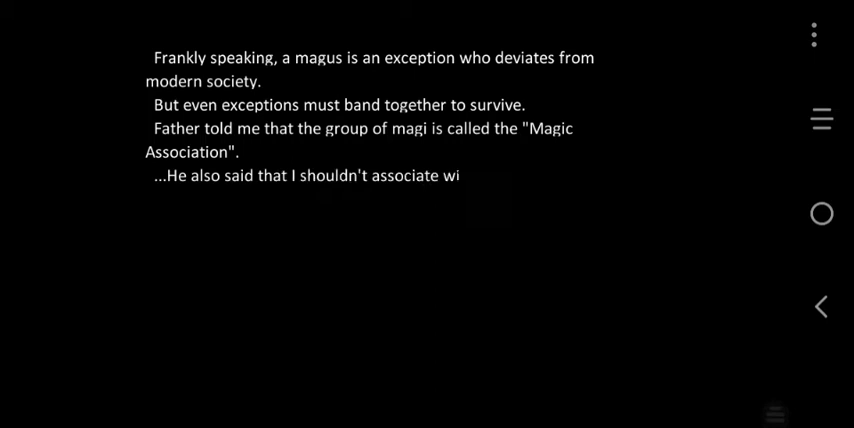 Frankly speaking, a magus is an exception who deviates from
modern society.
But even exceptions must band together to survive.
Father told me that the group of magi is called the "Magic
Association".
...He also said that I shouldn't associate wi